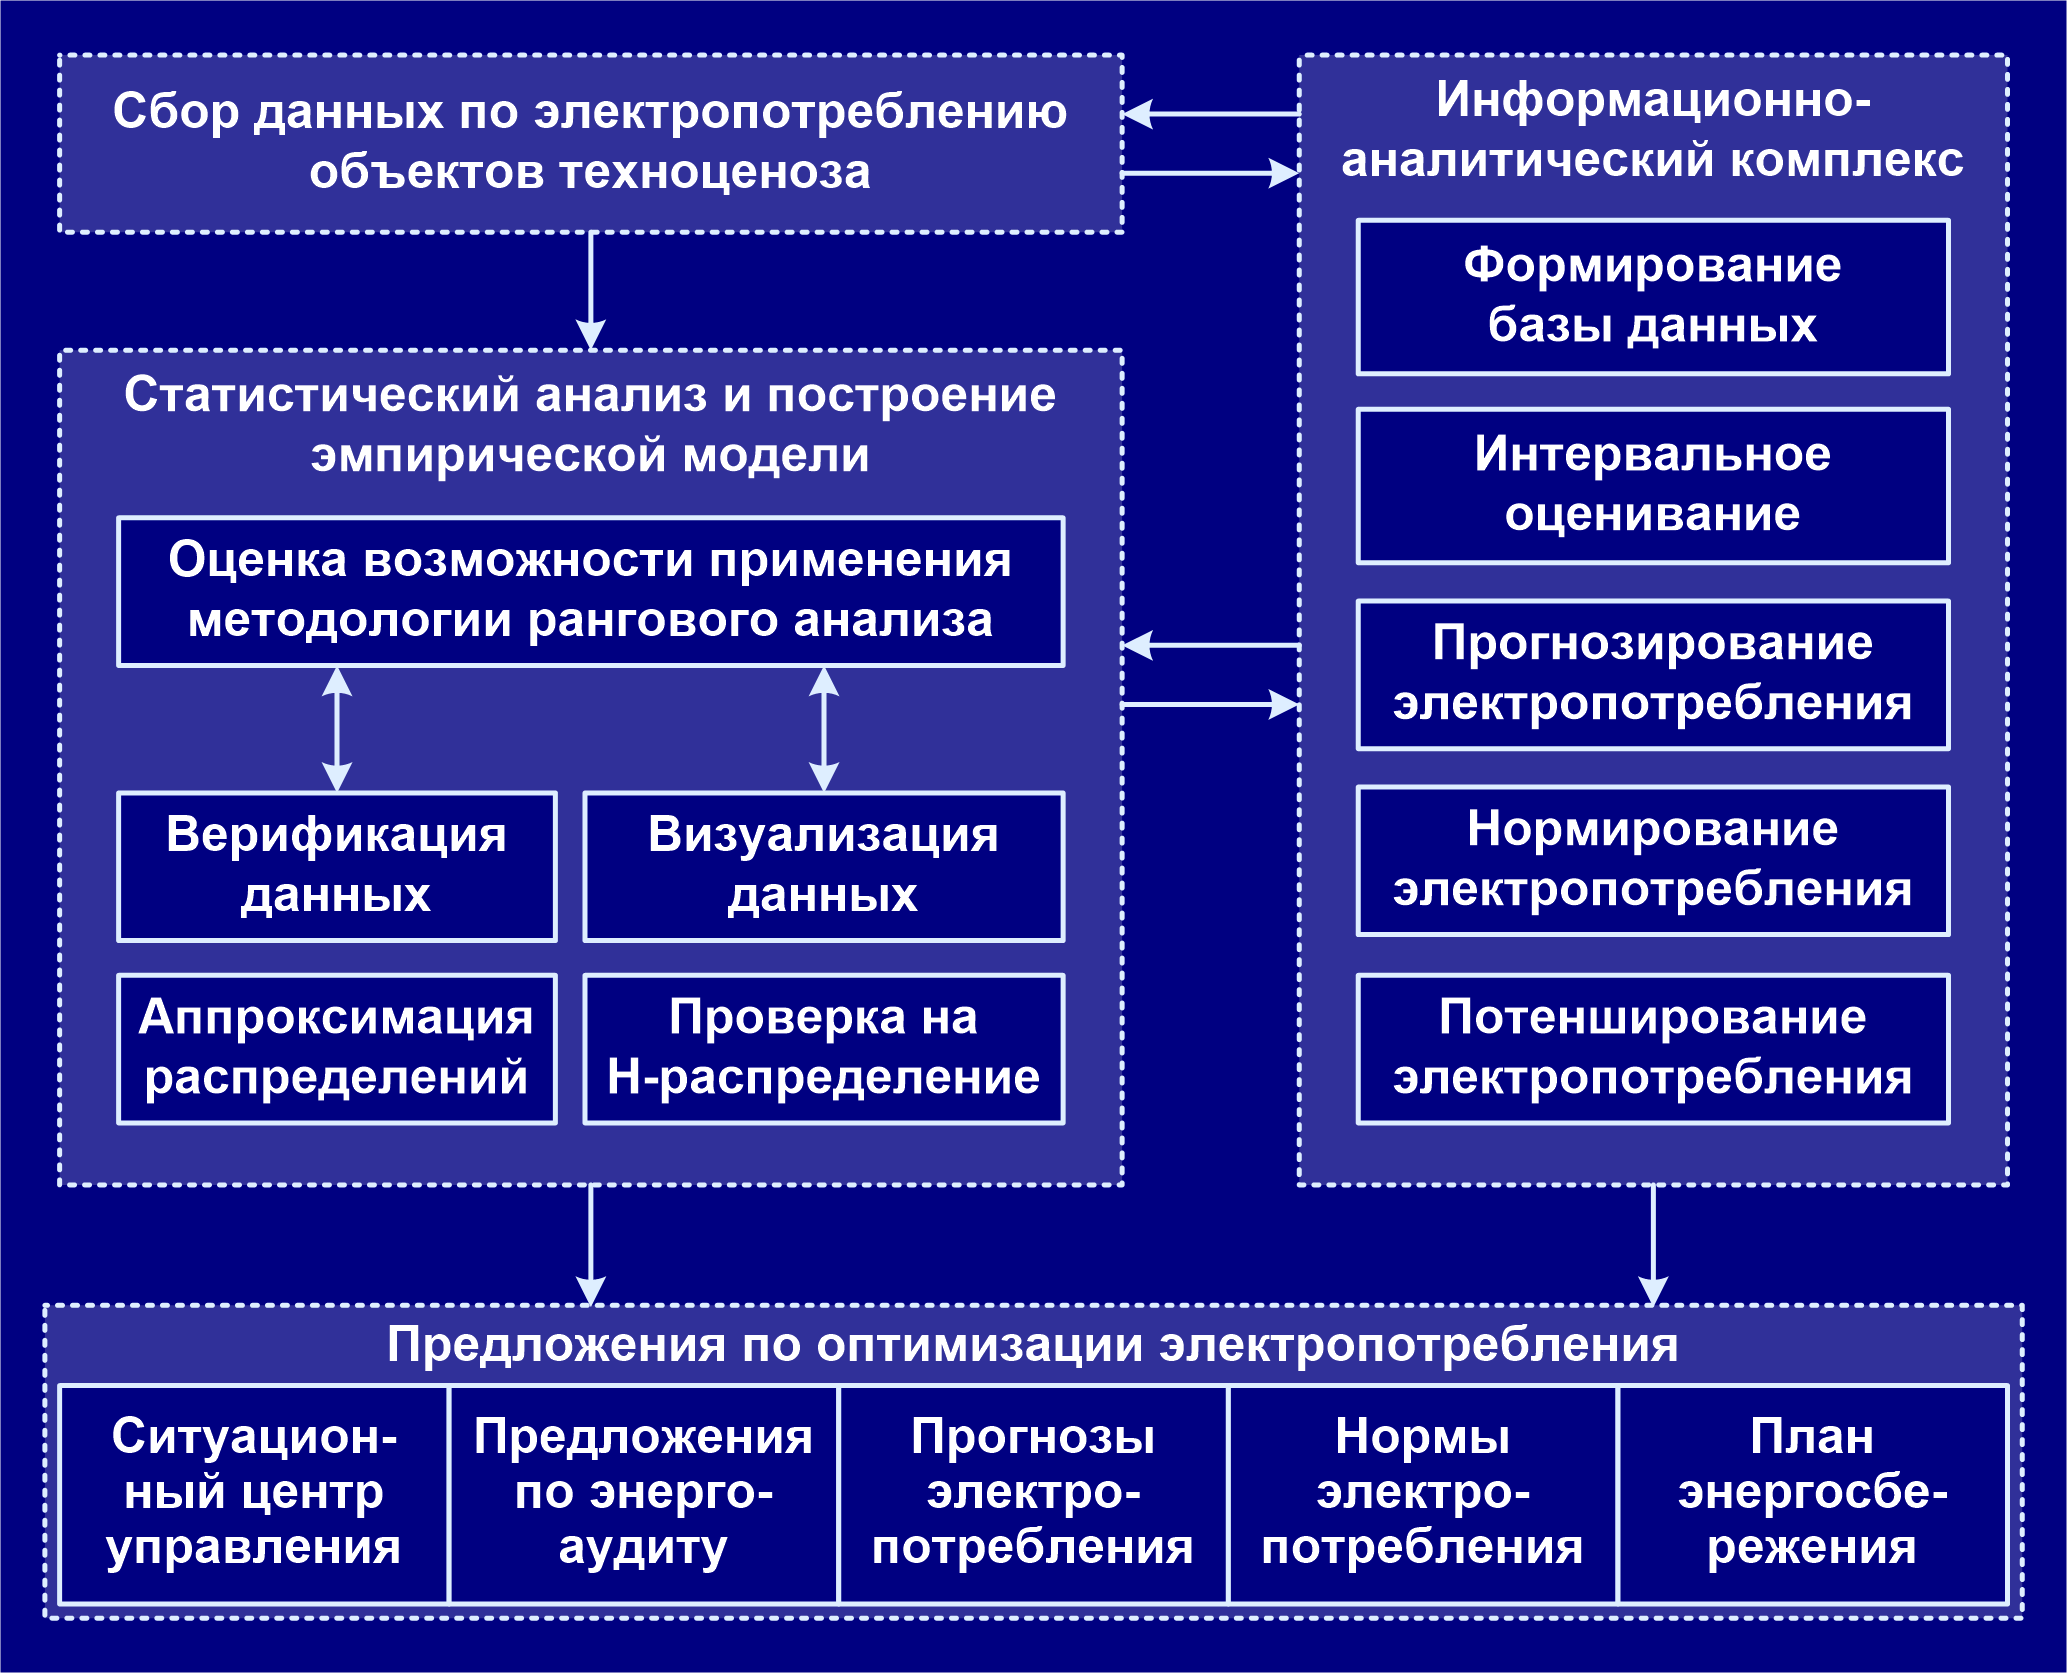 Сбор данных по электропотреблению
объектов техноценоза
Информационно-
аналитический комплекс
Формирование
базы данных
Интервальное
оценивание
Прогнозирование
электропотребления
Нормирование
электропотребления
Потенширование
электропотребления
Статистический анализ и построение
эмпирической модели
Оценка возможности применения
методологии рангового анализа
Верификация
данных
Визуализация
данных
Аппроксимация
распределений
Проверка на
Н-распределение
Предложения по оптимизации электропотребления
Ситуацион-
ный центр
управления
Предложения
по энерго-
аудиту
Прогнозы
электро-
потребления
Нормы
электро-
потребления
План
энергосбе-
режения